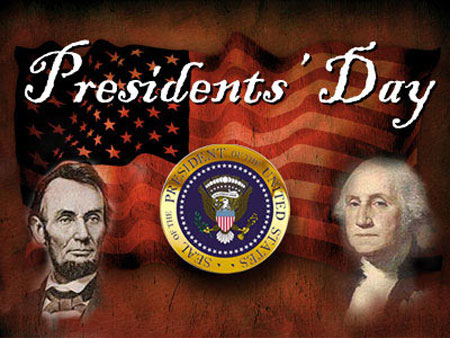 Presidents' Day
SEAL OF THE PRESIDENT OF THE UNITED STATES